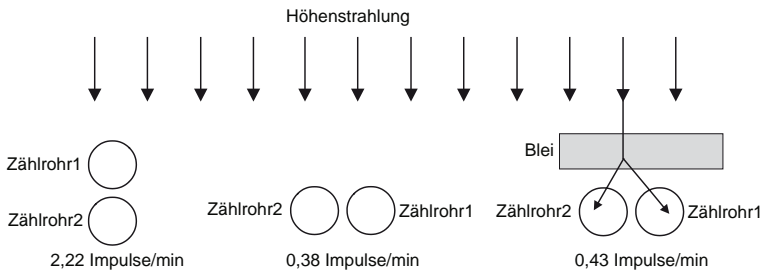 Höhenstrahlung
Blei
Zählrohr1
Zählrohr2
2,22 Impulse/min
Zählrohr2
Zählrohr1
0,38 Impulse/min
Zählrohr2
Zählrohr1
0,43 Impulse/min